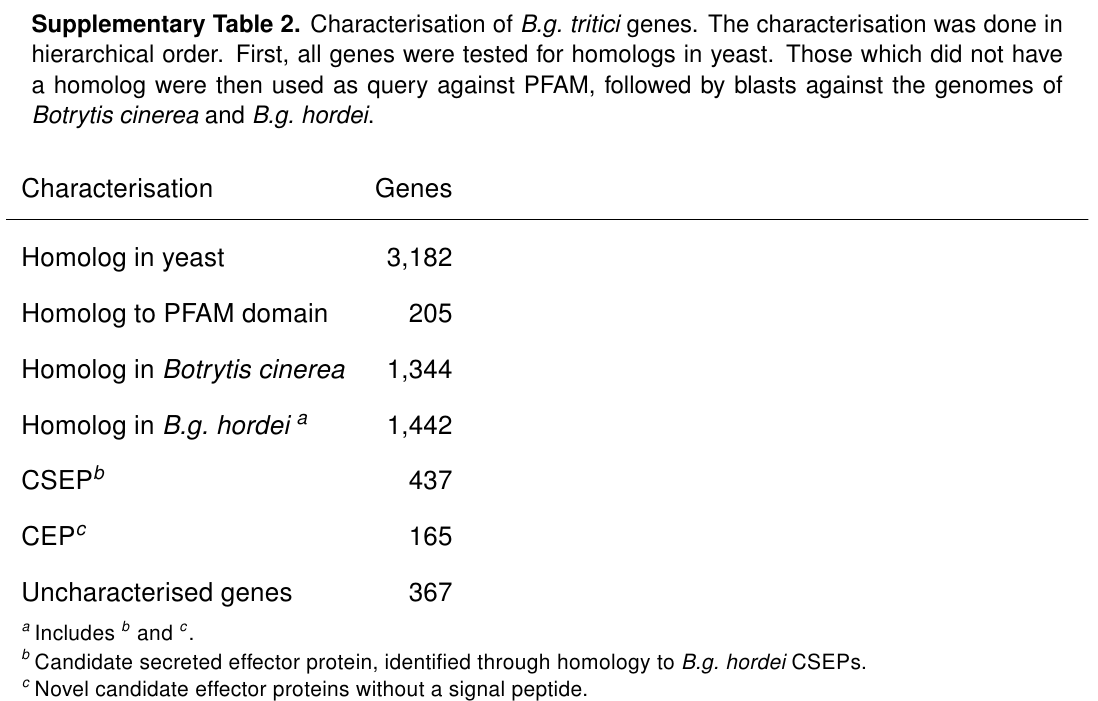 Supplementary Table 2. Characterisation of B.g. tritici genes. The characterisation was done in
hierarchical order. First, all genes were tested for homologs in yeast. Those which did not have
a homolog were then used as query against PFAM, followed by blasts against the genomes of
Botrytis cinerea and B.g. hordei.
Characterisation Genes
Homolog in yeast 3,182
Homolog to PFAM domain 205
Homolog in Botrytis cinerea 1,344
Homolog in B.g. hordei a 1,442
CSEPb 437
CEPc 165
Uncharacterised genes 367
a Includes b and c.
b Candidate secreted effector protein, identified through homology to B.g. hordei CSEPs.
c Novel candidate effector proteins without a signal peptide.